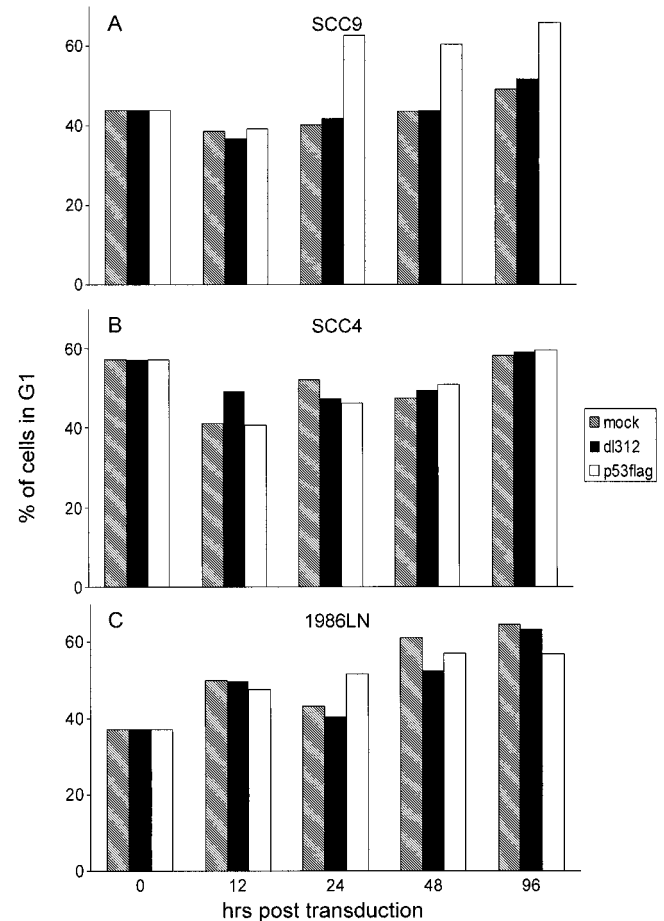 A
SCC9
60
40
20
0
B
SCC4
60
40
20
0
% of cells in G1
mock
dl312
p53flag
C
1986LN
60
40
20
0
0 12 24 48 96
hrs post transduction